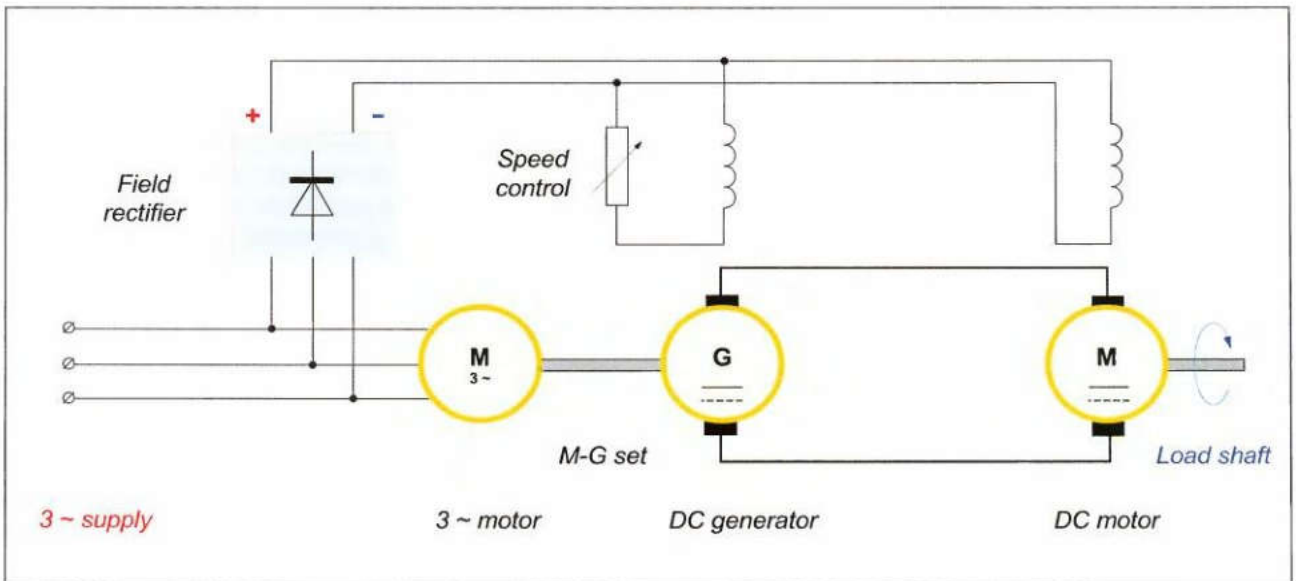 +
-
Field
rectifier
Speed
control
M
3 ~
G
M
M-G set
Load shaft
3 ~ supply
3 ~ motor
DC generator
DC motor